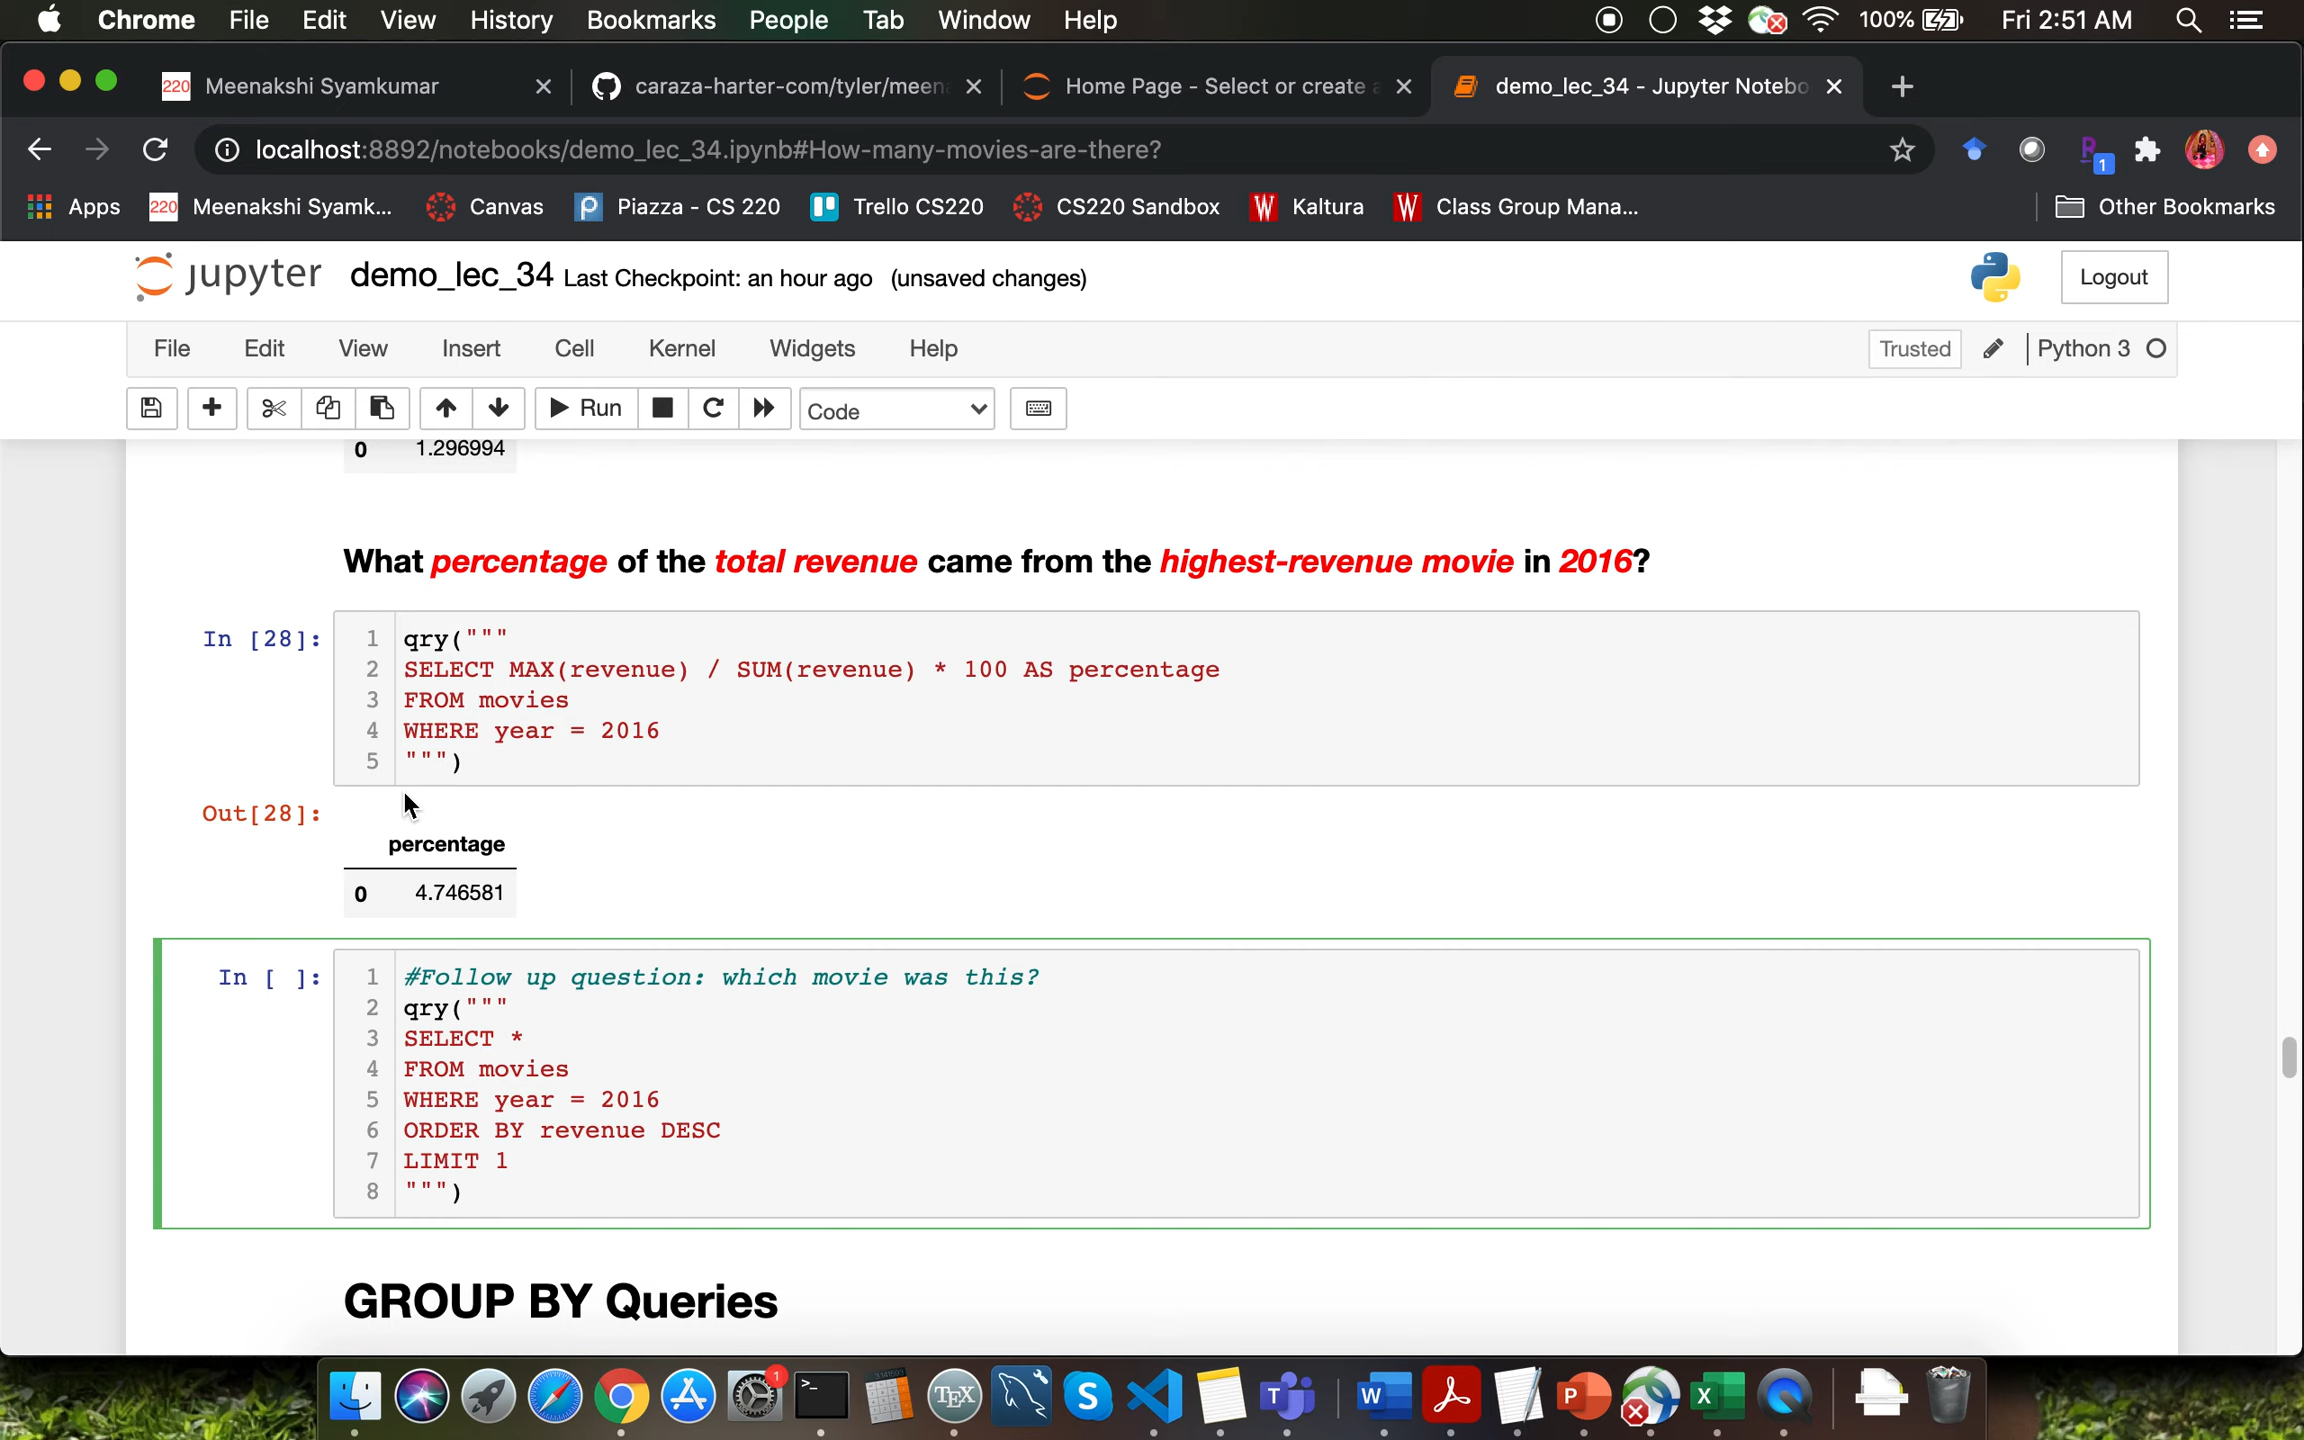 Chrome File Edit View History Bookmarks People Tab Window Help 100% Fri 2:51 AM
220 Meenakshi Syamkumar caraza-harter-com/tyler/meen Home Page - Select or create a demo_lec_34 - Jupyter Notebo
localhost:8892/notebooks/demo_lec_34.ipynb#How-many-movies-are-there? 1
Apps 220 Meenakshi Syamk... Canvas Piazza - CS 220 Trello CS220 CS220 Sandbox Kaltura Class Group Mana... Other Bookmarks
jupyter demo_lec_34 Last Checkpoint: an hour ago (unsaved changes) Logout
File Edit View Insert Cell Kernel Widgets Help Trusted Python 3
Run Code
0 1.296994
What percentage of the total revenue came from the highest-revenue movie in 2016?
In [28]: 1 qry("""
2 SELECT MAX(revenue) / SUM(revenue) * 100 AS percentage
3 FROM movies
4 WHERE year = 2016
5 """)
Out[28]:
percentage
0 4.746581
In [ ]: 1 #Follow up question: which movie was this?
2 qry("""
3 SELECT *
4 FROM movies
5 WHERE year = 2016
6 ORDER BY revenue DESC
7 LIMIT 1
8 """)
GROUP BY Queries